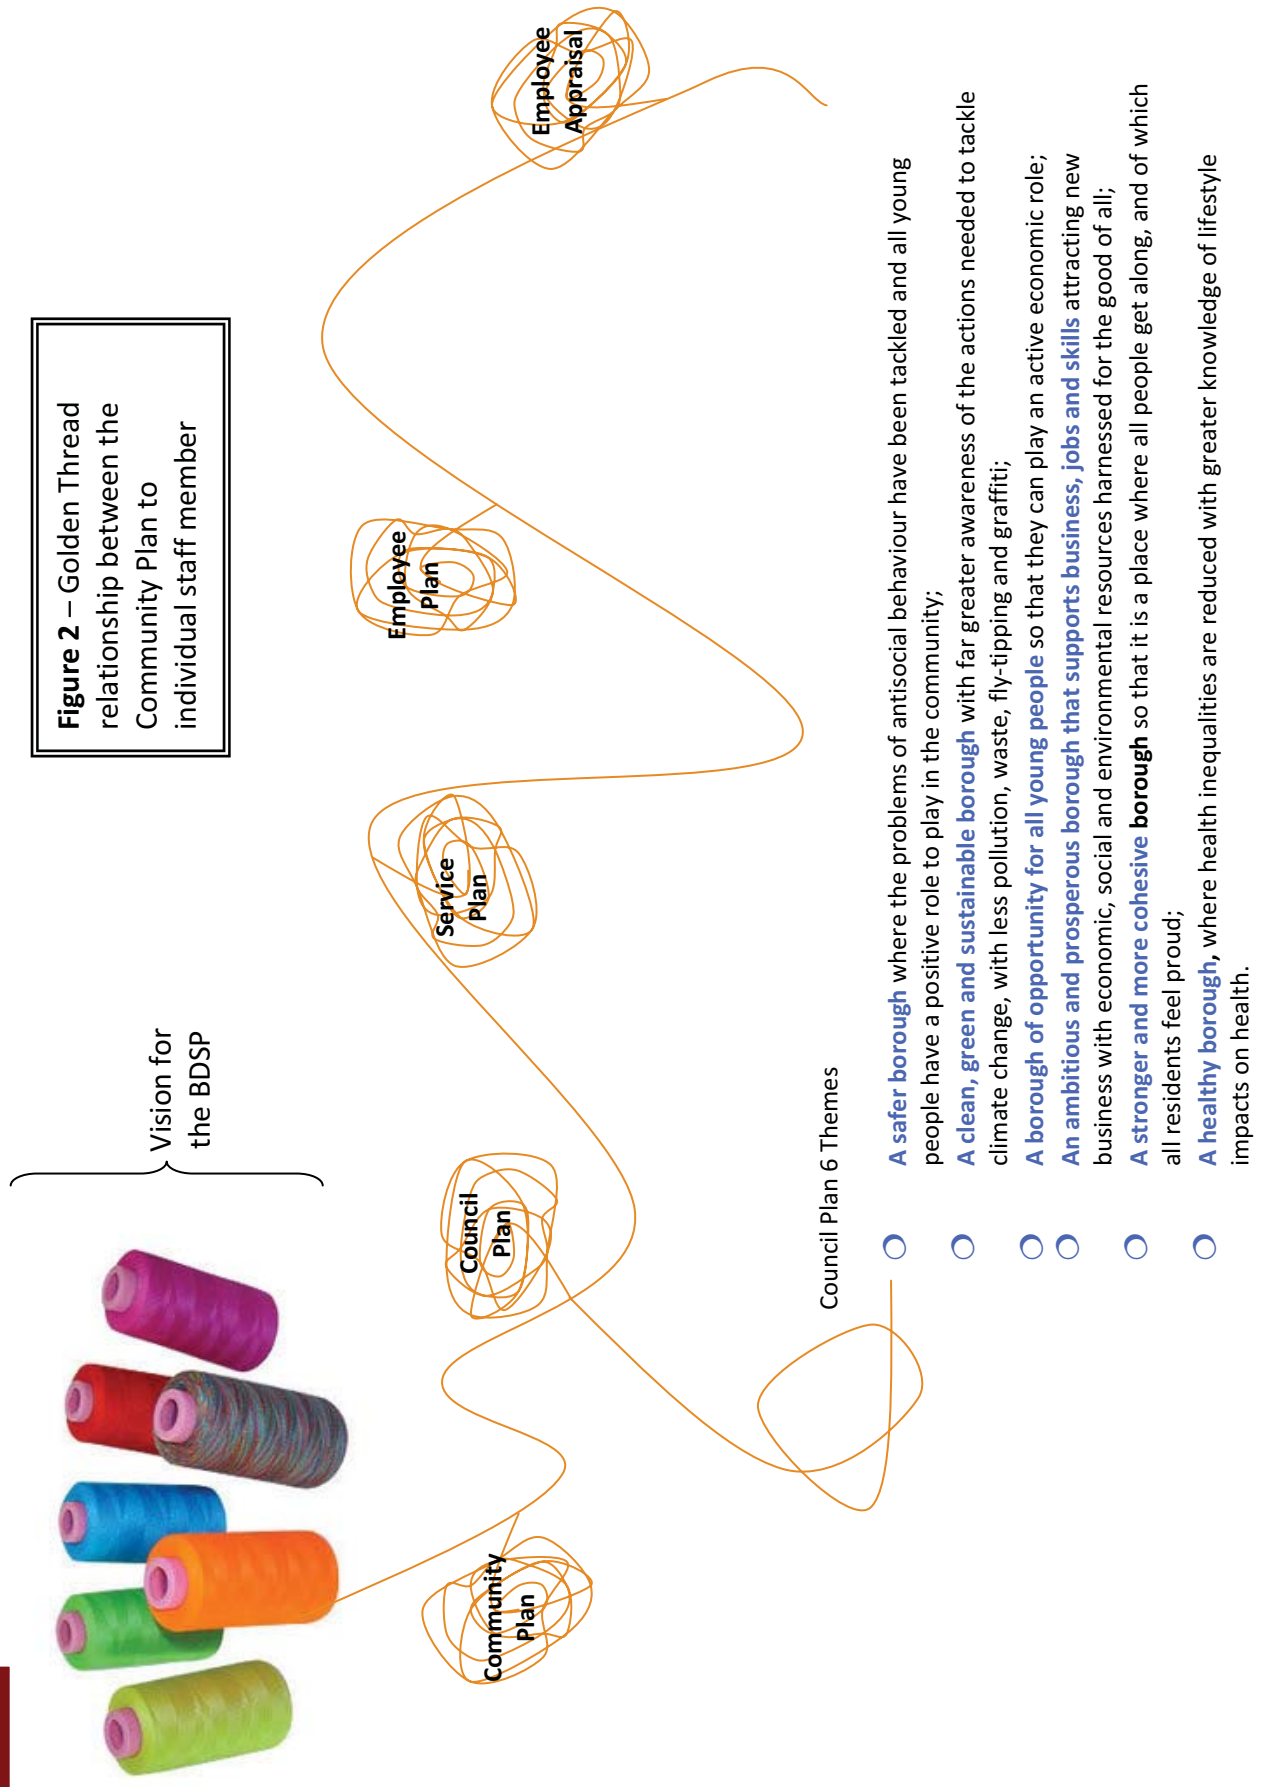 Figure 2 – Golden Thread
relationship between the
Community Plan to
individual staff member
Vision for
the BDSP
Community
Plan
Council
Plan
Service
Plan
Employee
Plan
Employee
Appraisal
Council Plan 6 Themes
A safer borough where the problems of antisocial behaviour have been tackled and all young
people have a positive role to play in the community;
A clean, green and sustainable borough with far greater awareness of the actions needed to tackle
climate change, with less pollution, waste, fly-tipping and graffiti;
A borough of opportunity for all young people so that they can play an active economic role;
An ambitious and prosperous borough that supports business, jobs and skills attracting new
business with economic, social and environmental resources harnessed for the good of all;
A stronger and more cohesive borough so that it is a place where all people get along, and of which
all residents feel proud;
A healthy borough, where health inequalities are reduced with greater knowledge of lifestyle
impacts on health.